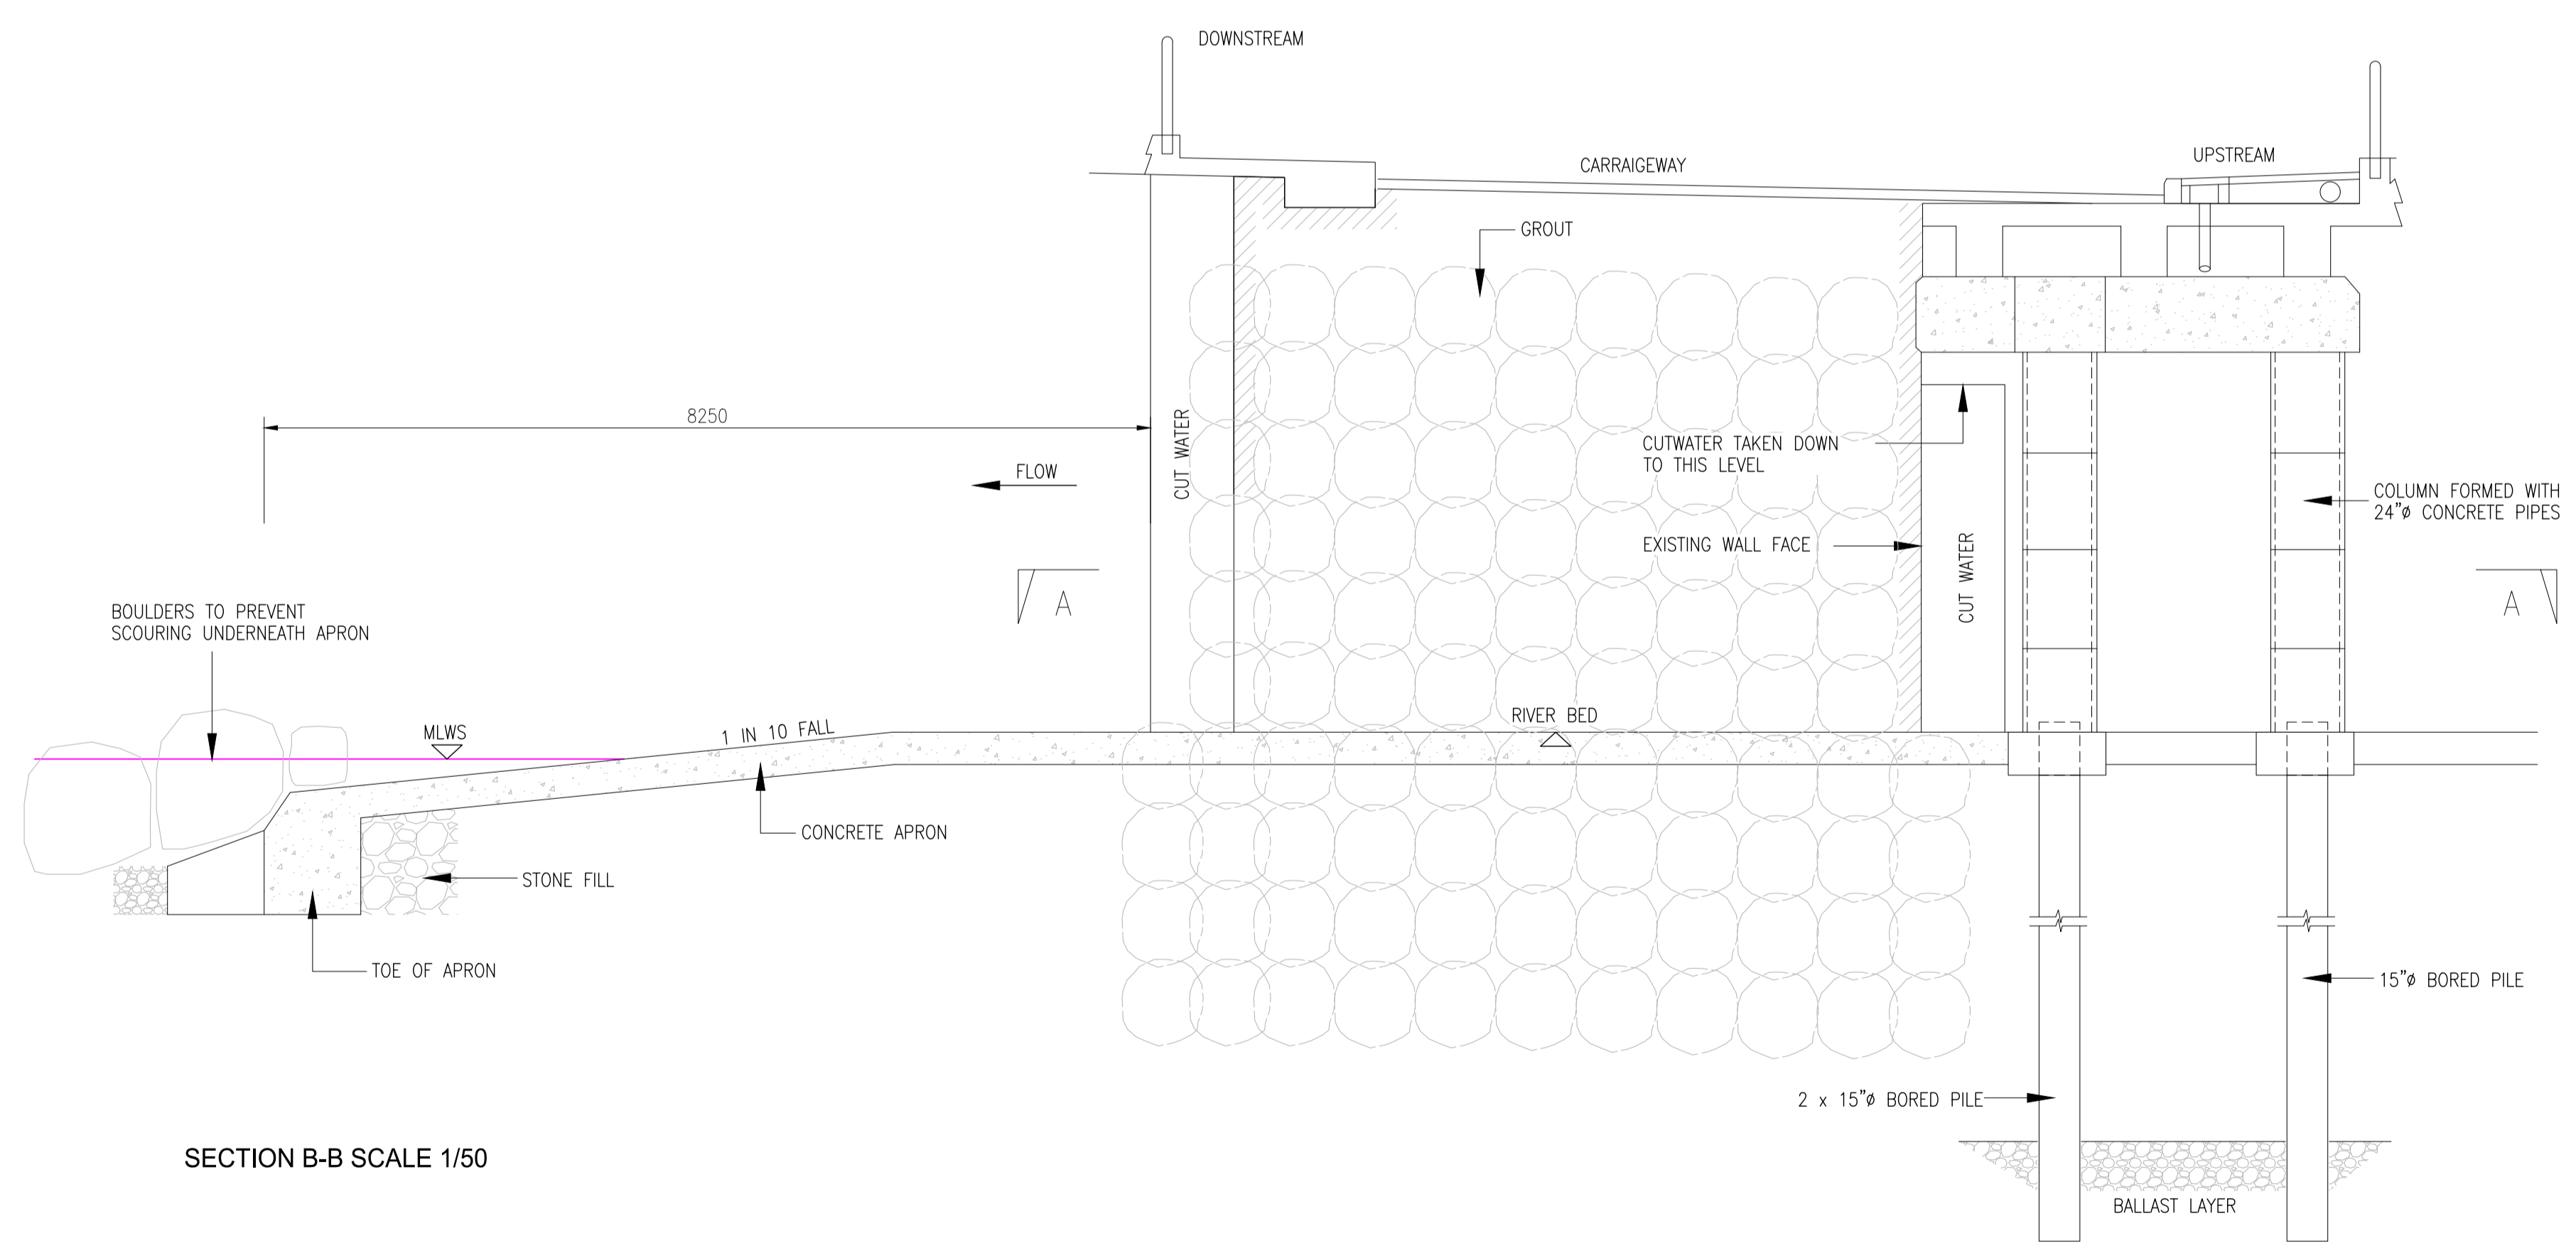 DOWNSTREAM
CARRAIGEWAY
UPSTREAM
GROUT
8250
CUT WATER
CUTWATER TAKEN DOWN
TO THIS LEVEL
FLOW
COLUMN FORMED WITH
24"ø CONCRETE PIPES
EXISTING WALL FACE
CUT WATER
A
A
BOULDERS TO PREVENT
SCOURING UNDERNEATH APRON
MLWS
1 IN 10 FALL
RIVER BED
CONCRETE APRON
STONE FILL
TOE OF APRON
15"ø BORED PILE
2 x 15"ø BORED PILE
SECTION B-B SCALE 1/50
BALLAST LAYER